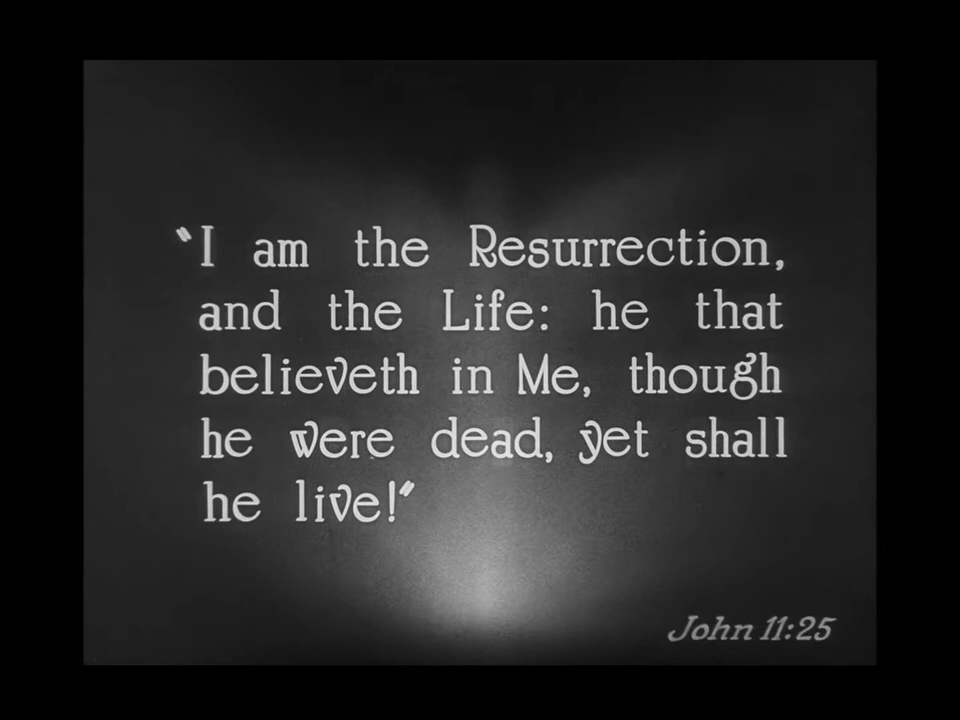 "I am the Resurrection,
and the Life: he that
believeth in Me, though
he were dead, yet shall
he live!"
John 11:25